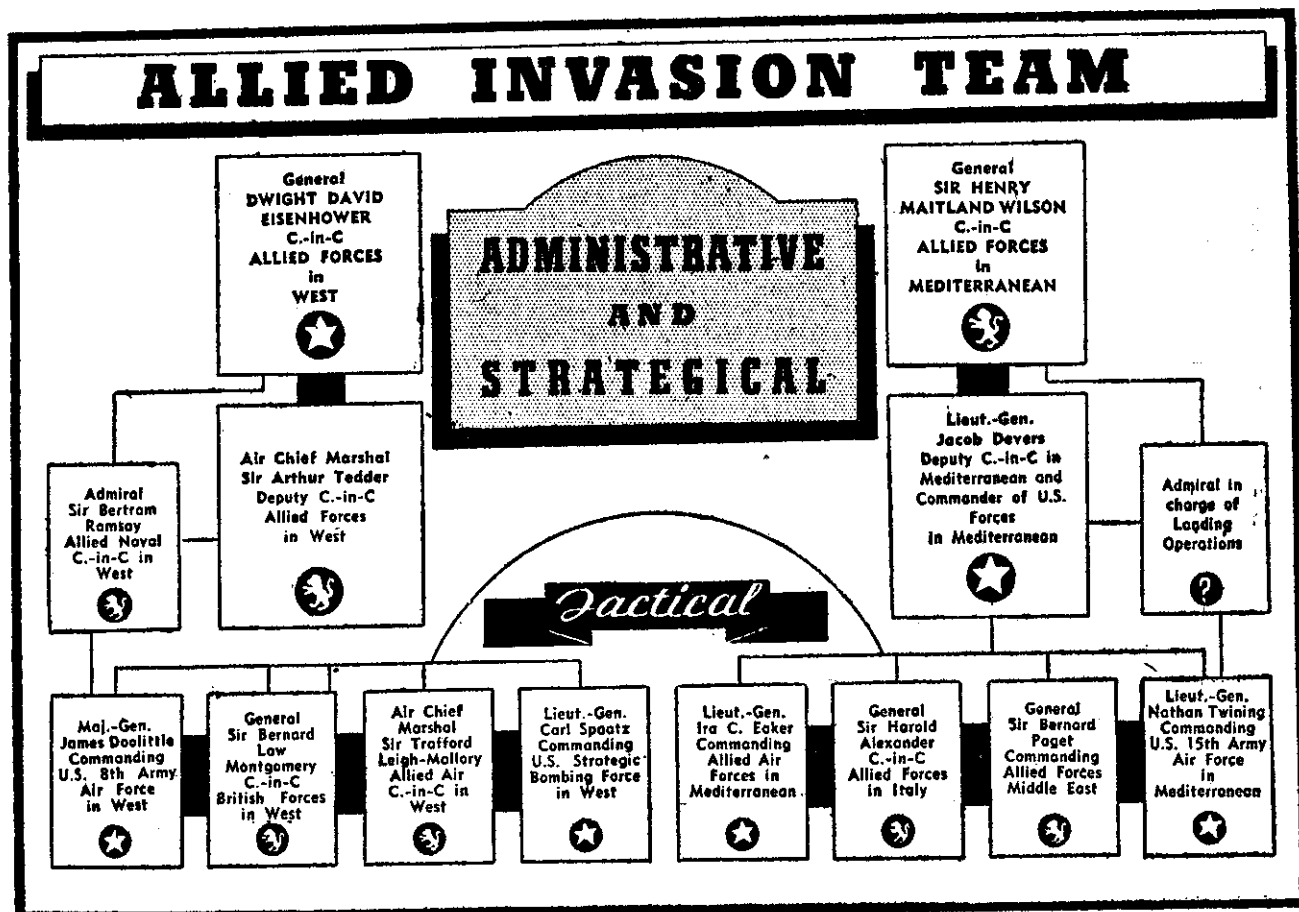 ALLIED INVASION TEAM
General
DWIGHT DAVID
EISENHOWER
C.-in-C
ALLIED FORCES
in
WEST
ADMINISTRATIVE
AND
STRATEGICAL
General
SIR HENRY
MAITLAND WILSON
C.-in-C
ALLIED FORCES
in
MEDITERRANEAN
Admiral
Sir Bertram
Ramsay
Allied Naval
C.-in-C in
West
Air Chief Marshal
Sir Arthur Tedder
Deputy C.-in-C
Allied Forces
in West
Lieut.-Gen.
Jacob Devers
Deputy C.-in-C in
Mediterranean and
Commander of U.S.
Forces
in Mediterranean
Admiral in
charge of
Landing
Operations
?
Tactical
Maj.-Gen.
James Doolittle
Commanding
U.S. 8th Army
Air Force
in West
General
Sir Bernard
Law
Montgomery
C.-in-C
British Forces
in West
Air Chief
Marshal
Sir Trafford
Leigh-Mallory
Allied Air
C.-in-C in
West
Lieut.-Gen.
Carl Spaatz
Commanding
U.S. Strategic
Bombing Force
in West
Lieut.-Gen.
Ira C. Eaker
Commanding
Allied Air
Forces in
Mediterranean
General
Sir Harold
Alexander
C.-in-C
Allied Forces
in Italy
General
Sir Bernard
Paget
Commanding
Allied Forces
Middle East
Lieut.-Gen.
Nathan Twining
Commanding
U.S. 15th Army
Air Force
in
Mediterranean